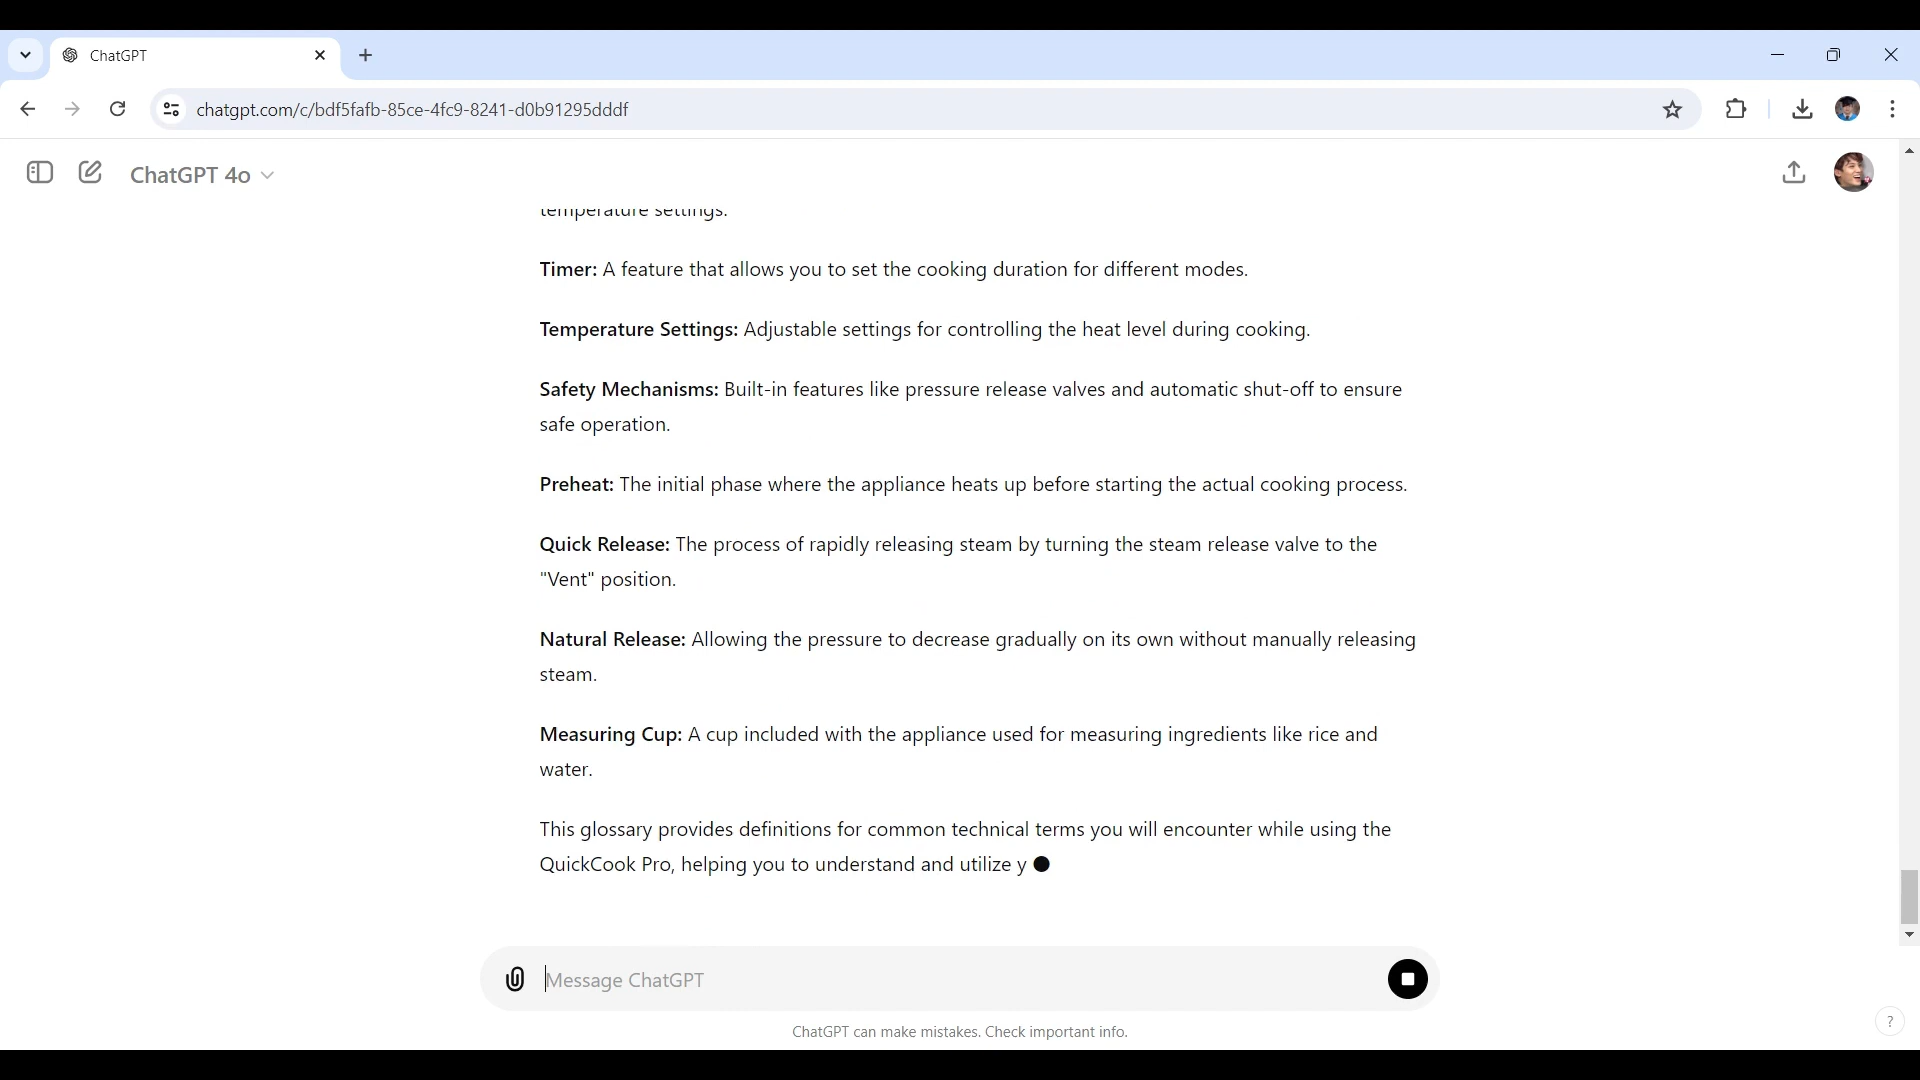 ChatGPT
chatgpt.com/c/bdf5fafb-85ce-4fc9-8241-d0b91295dddf
ChatGPT 4o
temperature settings.
Timer: A feature that allows you to set the cooking duration for different modes.
Temperature Settings: Adjustable settings for controlling the heat level during cooking.
Safety Mechanisms: Built-in features like pressure release valves and automatic shut-off to ensure
safe operation.
Preheat: The initial phase where the appliance heats up before starting the actual cooking process.
Quick Release: The process of rapidly releasing steam by turning the steam release valve to the
"Vent" position.
Natural Release: Allowing the pressure to decrease gradually on its own without manually releasing
steam.
Measuring Cup: A cup included with the appliance used for measuring ingredients like rice and
water.
This glossary provides definitions for common technical terms you will encounter while using the
QuickCook Pro, helping you to understand and utilize y
Message ChatGPT
ChatGPT can make mistakes. Check important info.
?